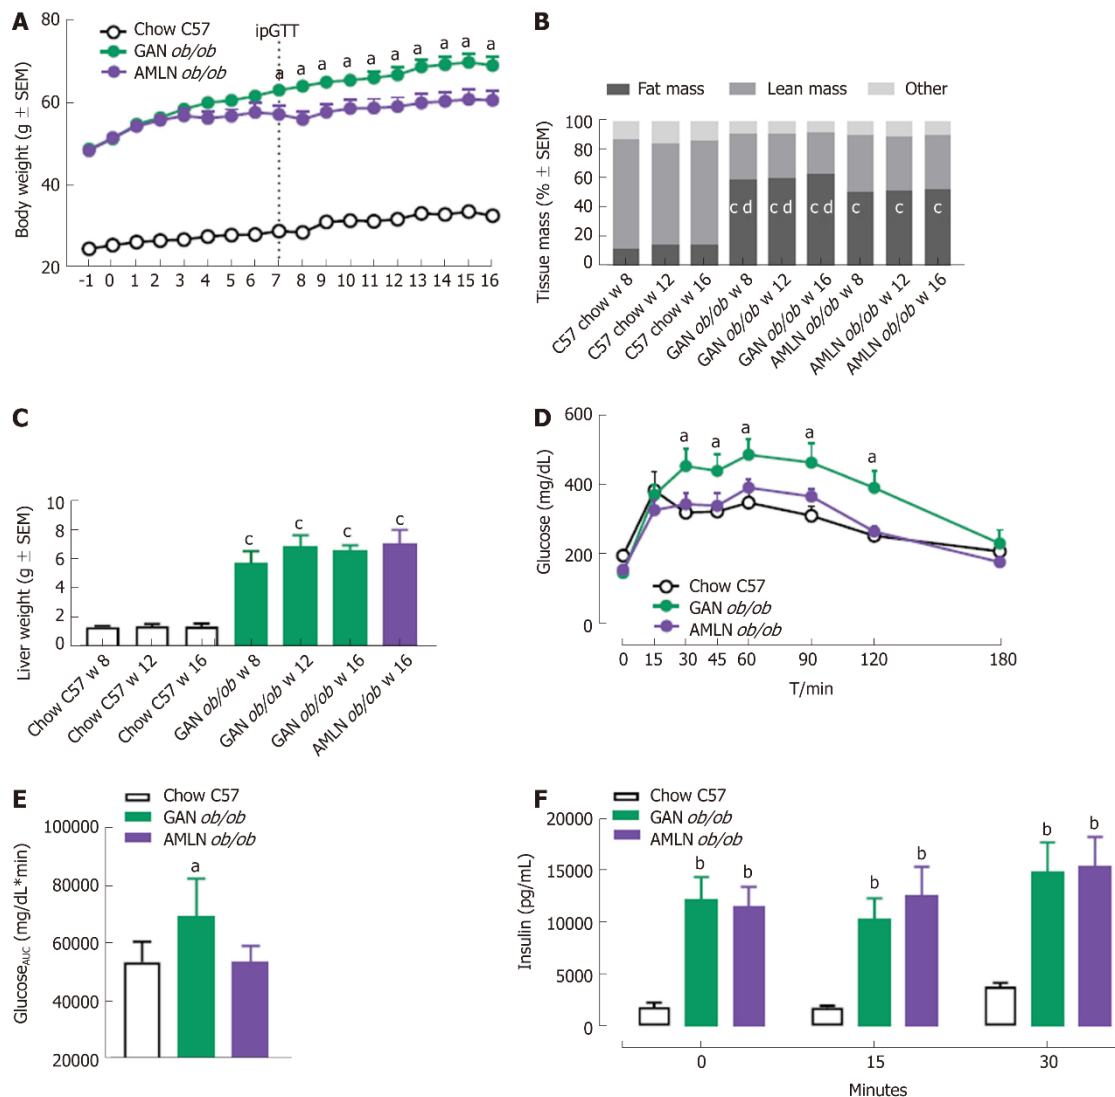 A
Chow C57
GAN ob/ob
AMLN ob/ob
ipGTT
a a a a a a a a a a
Body weight (g ± SEM)
80
60
40
20
-1 0 1 2 3 4 5 6 7 8 9 10 11 12 13 14 15 16
B
Fat mass Lean mass Other
Tissue mass (% ± SEM)
100
80
60
40
20
0
c d c d c d c c c
C57 chow w 8
C57 chow w 12
C57 chow w 16
GAN ob/ob w 8
GAN ob/ob w 12
GAN ob/ob w 16
AMLN ob/ob w 8
AMLN ob/ob w 12
AMLN ob/ob w 16
C
Liver weight (g ± SEM)
10
8
6
4
2
0
c c c c
Chow C57 w 8
Chow C57 w 12
Chow C57 w 16
GAN ob/ob w 8
GAN ob/ob w 12
GAN ob/ob w 16
AMLN ob/ob w 16
D
Glucose (mg/dL)
600
400
200
0
a a a a a
Chow C57
GAN ob/ob
AMLN ob/ob
0 15 30 45 60 90 120 180
T/min
E
Chow C57
GAN ob/ob
AMLN ob/ob
Glucose AUC (mg/dL*min)
100000
80000
60000
40000
20000
a
F
Chow C57
GAN ob/ob
AMLN ob/ob
Insulin (pg/mL)
20000
15000
10000
5000
0
b b b b b b
0 15 30
Minutes